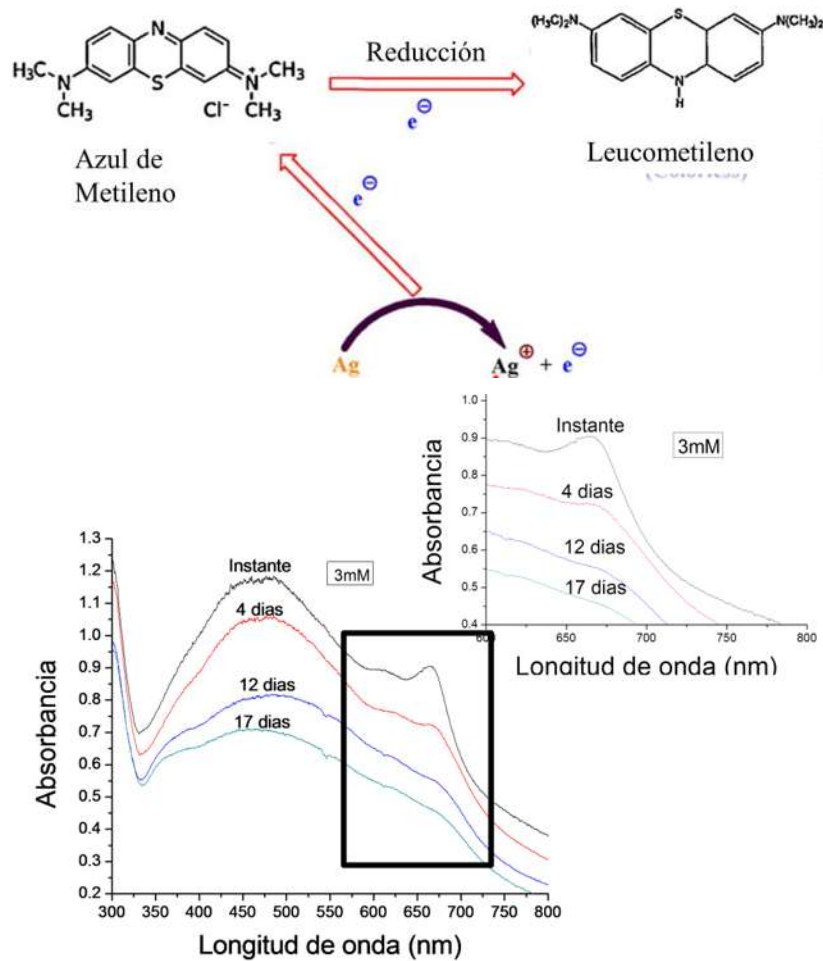 N
H₃C
N
CH₃
S
Cl⁻
N⁺
CH₃
CH₃
CH₃
Azul de
Metileno
Reducción
e⊖
(H₃C)₂N
S
N(CH₃)₂
N
H
Leucometileno
(Colorless)
e⊖
Ag
Ag⊕ + e⊖
1.0
0.9
0.8
0.7
0.6
0.5
0.4
Absorbancia
Instante
3mM
4 dias
12 dias
17 dias
600
650
700
750
800
Longitud de onda (nm)
1.3
1.2
1.1
1.0
0.9
0.8
0.7
0.6
0.5
0.4
0.3
0.2
Absorbancia
Instante
3mM
4 dias
12 dias
17 dias
300 350 400 450 500 550 600 650 700 750 800
Longitud de onda (nm)